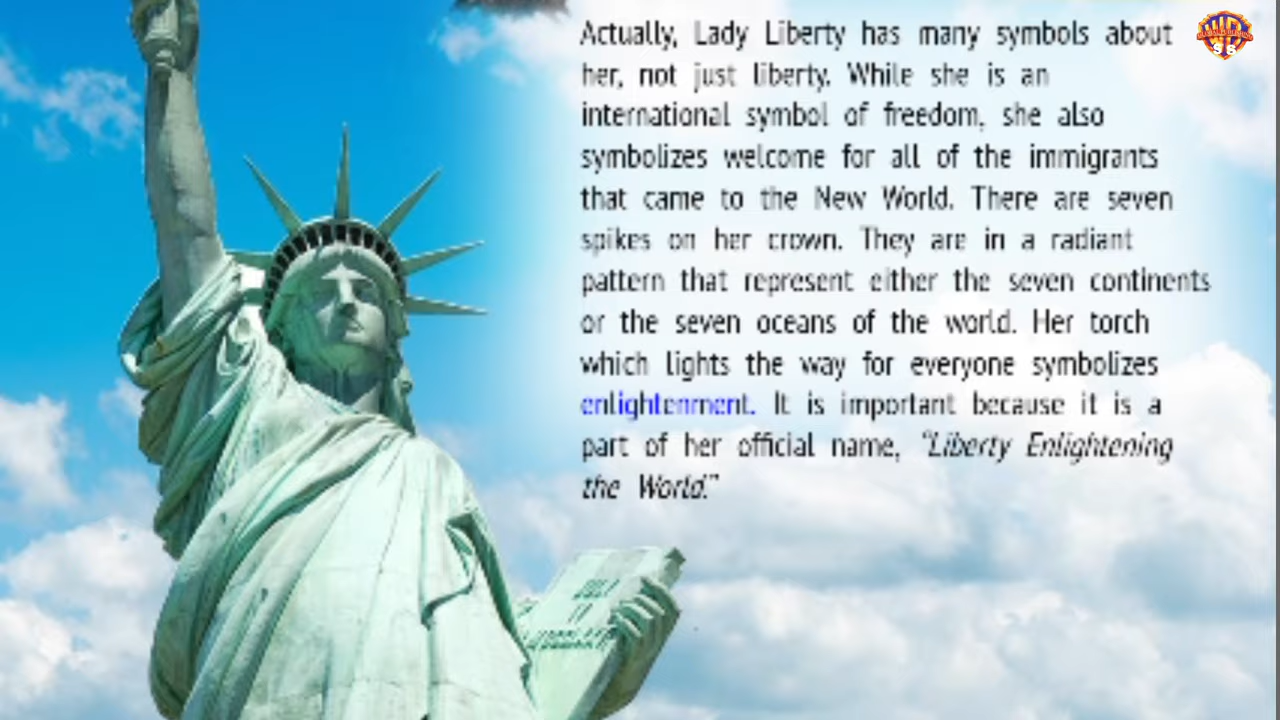 Actually, Lady Liberty has many symbols about
her, not just liberty. While she is an
international symbol of freedom, she also
symbolizes welcome for all of the immigrants
that came to the New World. There are seven
spikes on her crown. They are in a radiant
pattern that represent either the seven continents
or the seven oceans of the world. Her torch
which lights the way for everyone symbolizes
enlightenment. It is important because it is a
part of her official name, “Liberty Enlightening
the World.”